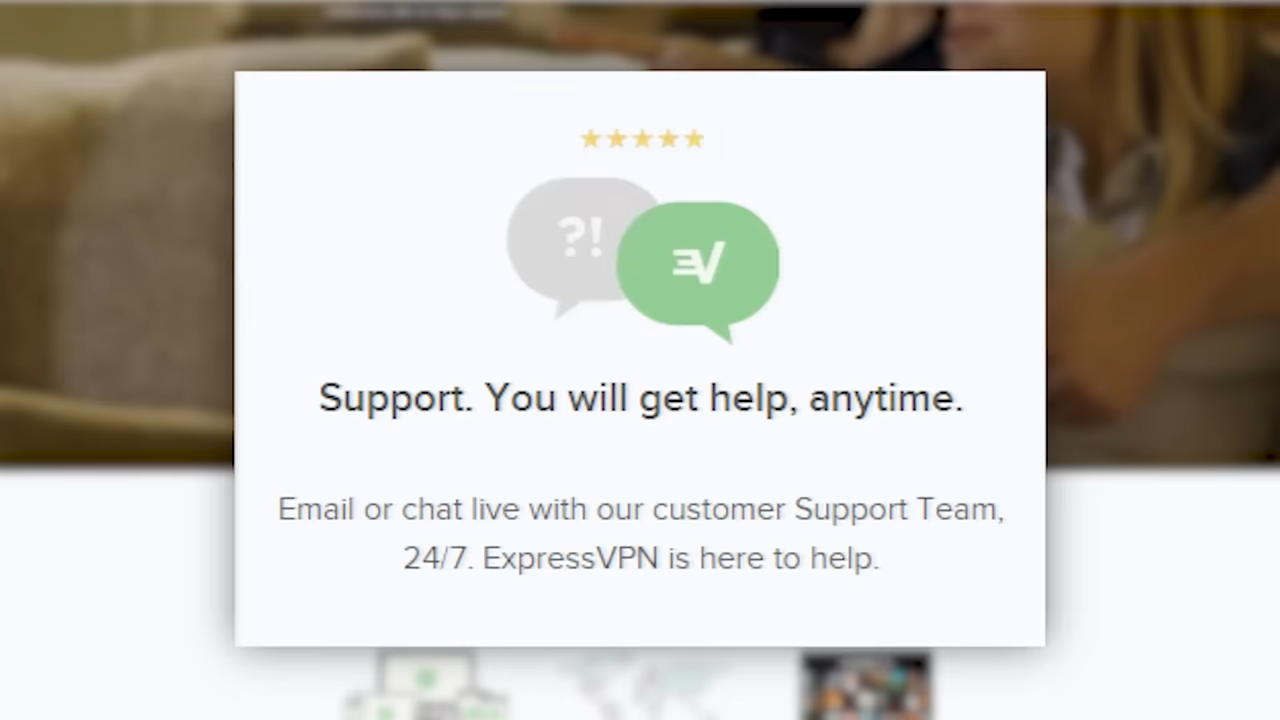 ?!
Support. You will get help, anytime.
Email or chat live with our customer Support Team,
24/7. ExpressVPN is here to help.